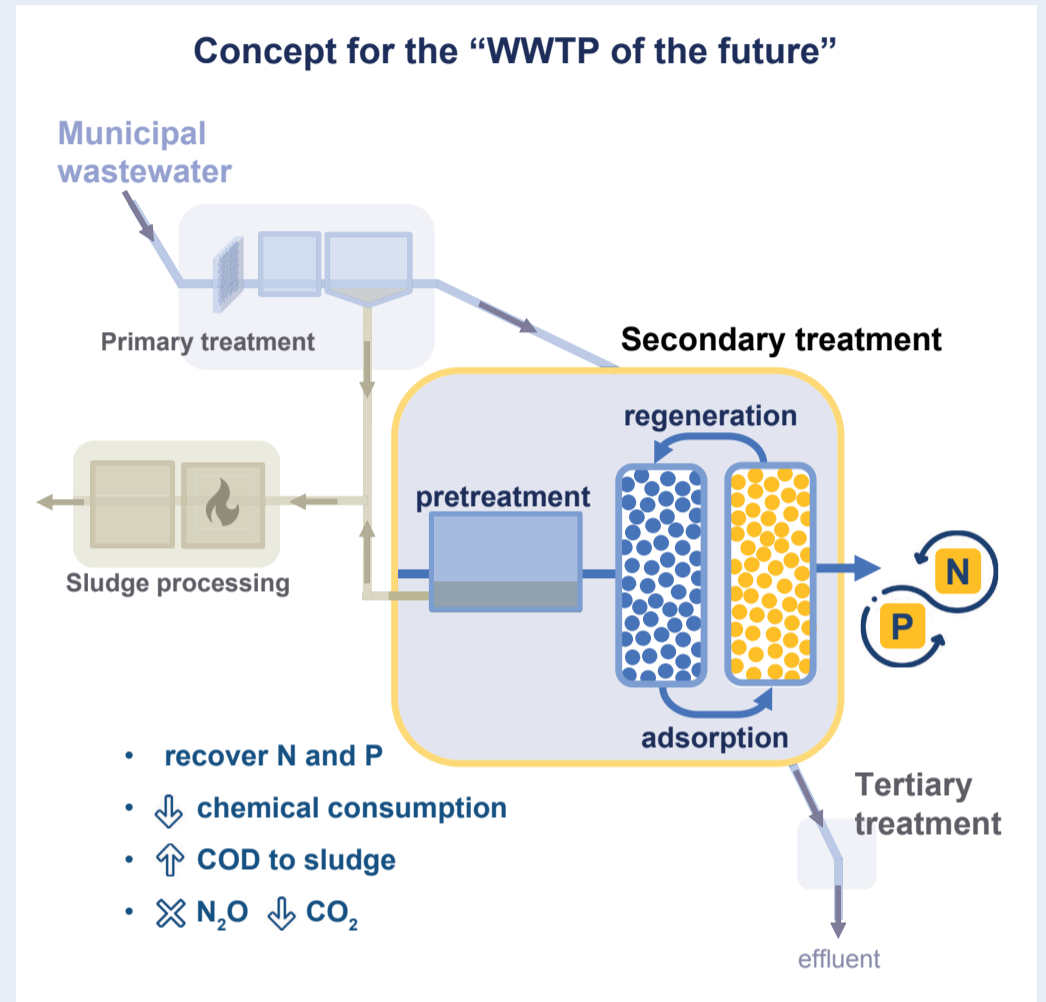 Concept for the “WWTP of the future”
Municipal
wastewater
Primary treatment
Secondary treatment
regeneration
pretreatment
Sludge processing
N
P
adsorption
• recover N and P
• chemical consumption
• COD to sludge
• N₂O CO₂
Tertiary
treatment
effluent